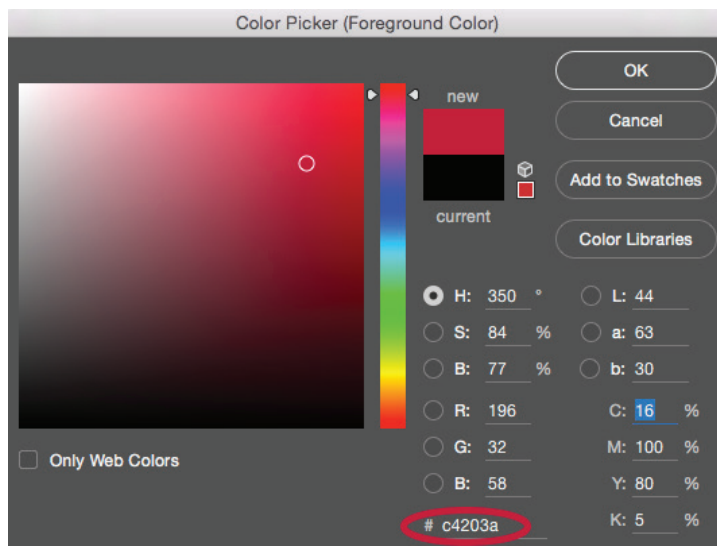 Color Picker (Foreground Color)
new
current
OK
Cancel
Add to Swatches
Color Libraries
H: 350 °
S: 84 %
B: 77 %
R: 196
G: 32
B: 58
# c4203a
L: 44
a: 63
b: 30
C: 16 %
M: 100 %
Y: 80 %
K: 5 %
Only Web Colors